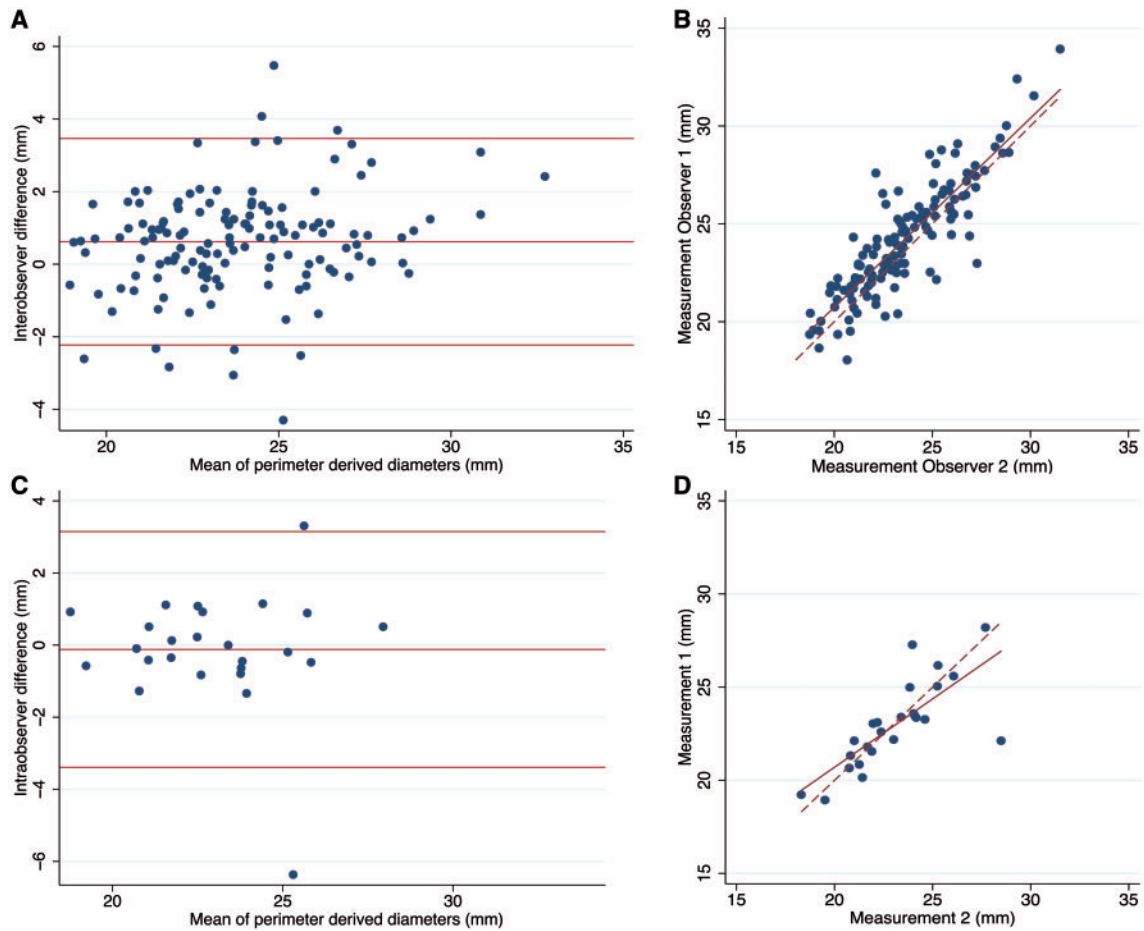 A
6
4
2
0
-2
-4
Interobserver difference (mm)
20 25 30 35
Mean of perimeter derived diameters (mm)
B
35
30
25
20
15
Measurement Observer 1 (mm)
15 20 25 30 35
Measurement Observer 2 (mm)
C
4
2
0
-2
-4
-6
Intraobserver difference (mm)
20 25 30
Mean of perimeter derived diameters (mm)
D
35
30
25
20
15
Measurement 1 (mm)
15 20 25 30 35
Measurement 2 (mm)